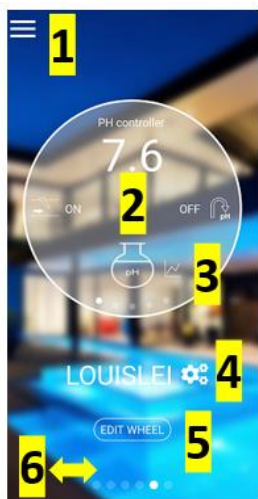 1
PH controller
7.6
ON
2
OFF
pH
pH
3
LOUISLEI
4
EDIT WHEEL
5
6